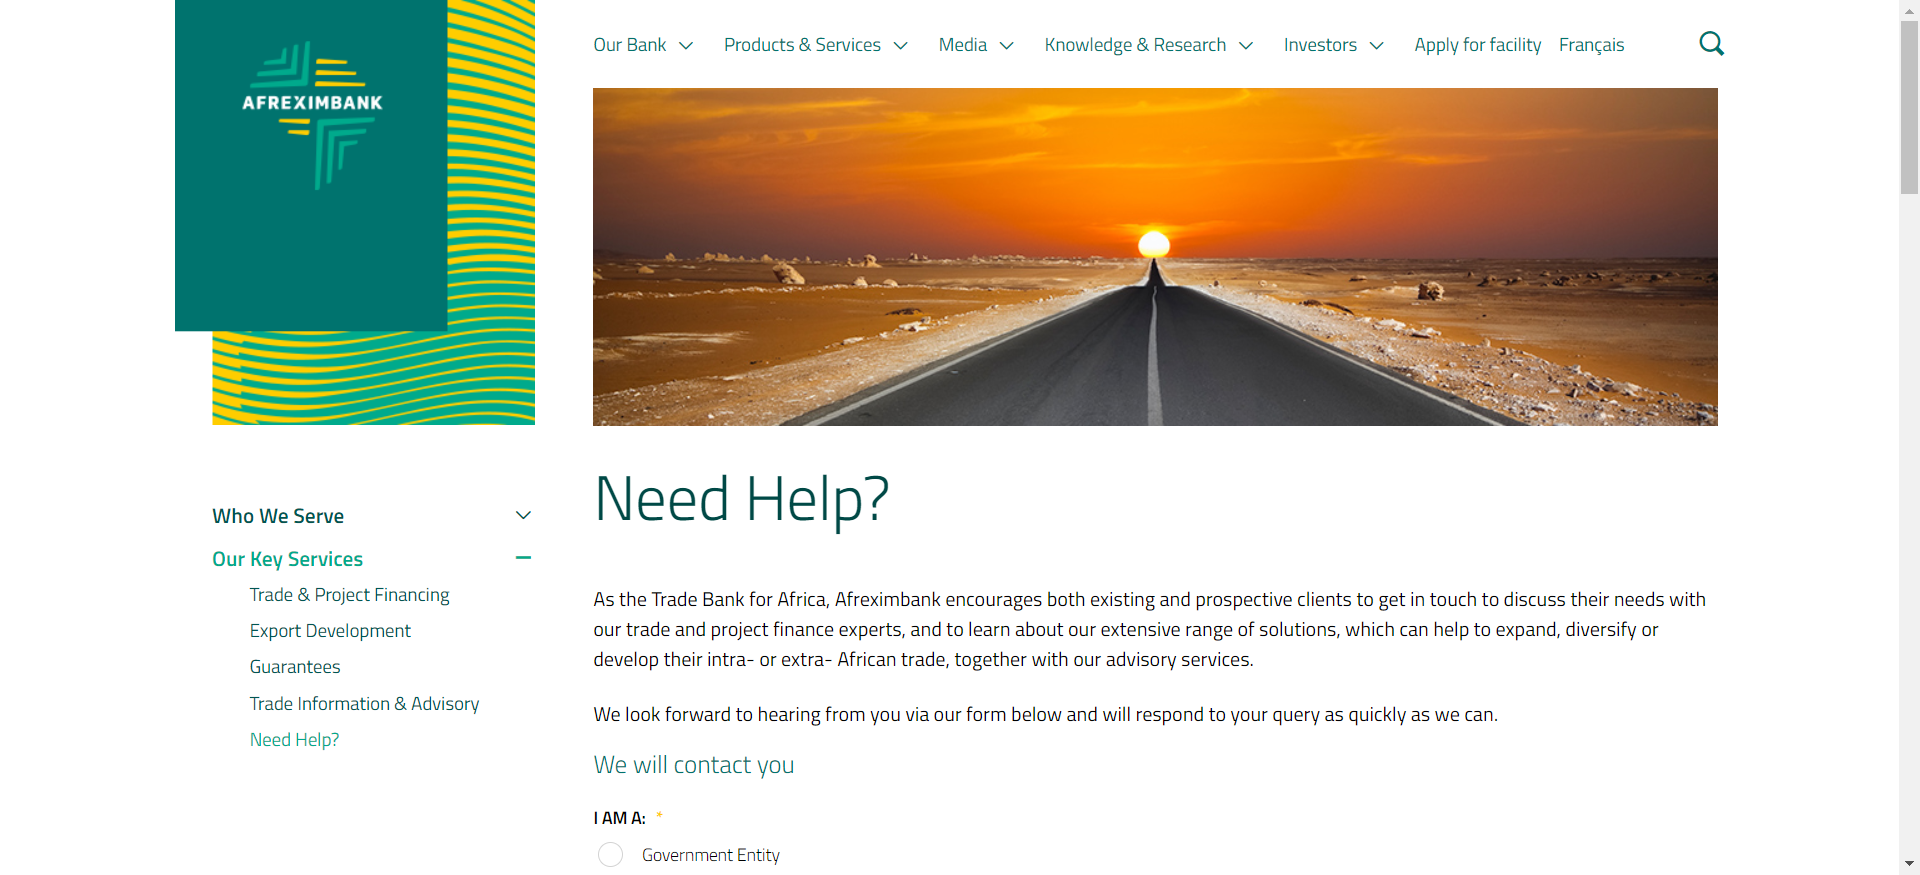 AFREXIMBANK
Our Bank
Products & Services
Media
Knowledge & Research
Investors
Apply for facility
Français
Who We Serve
Our Key Services
Trade & Project Financing
Export Development
Guarantees
Trade Information & Advisory
Need Help?
Need Help?
As the Trade Bank for Africa, Afreximbank encourages both existing and prospective clients to get in touch to discuss their needs with
our trade and project finance experts, and to learn about our extensive range of solutions, which can help to expand, diversify or
develop their intra- or extra- African trade, together with our advisory services.
We look forward to hearing from you via our form below and will respond to your query as quickly as we can.
We will contact you
I AM A: *
Government Entity